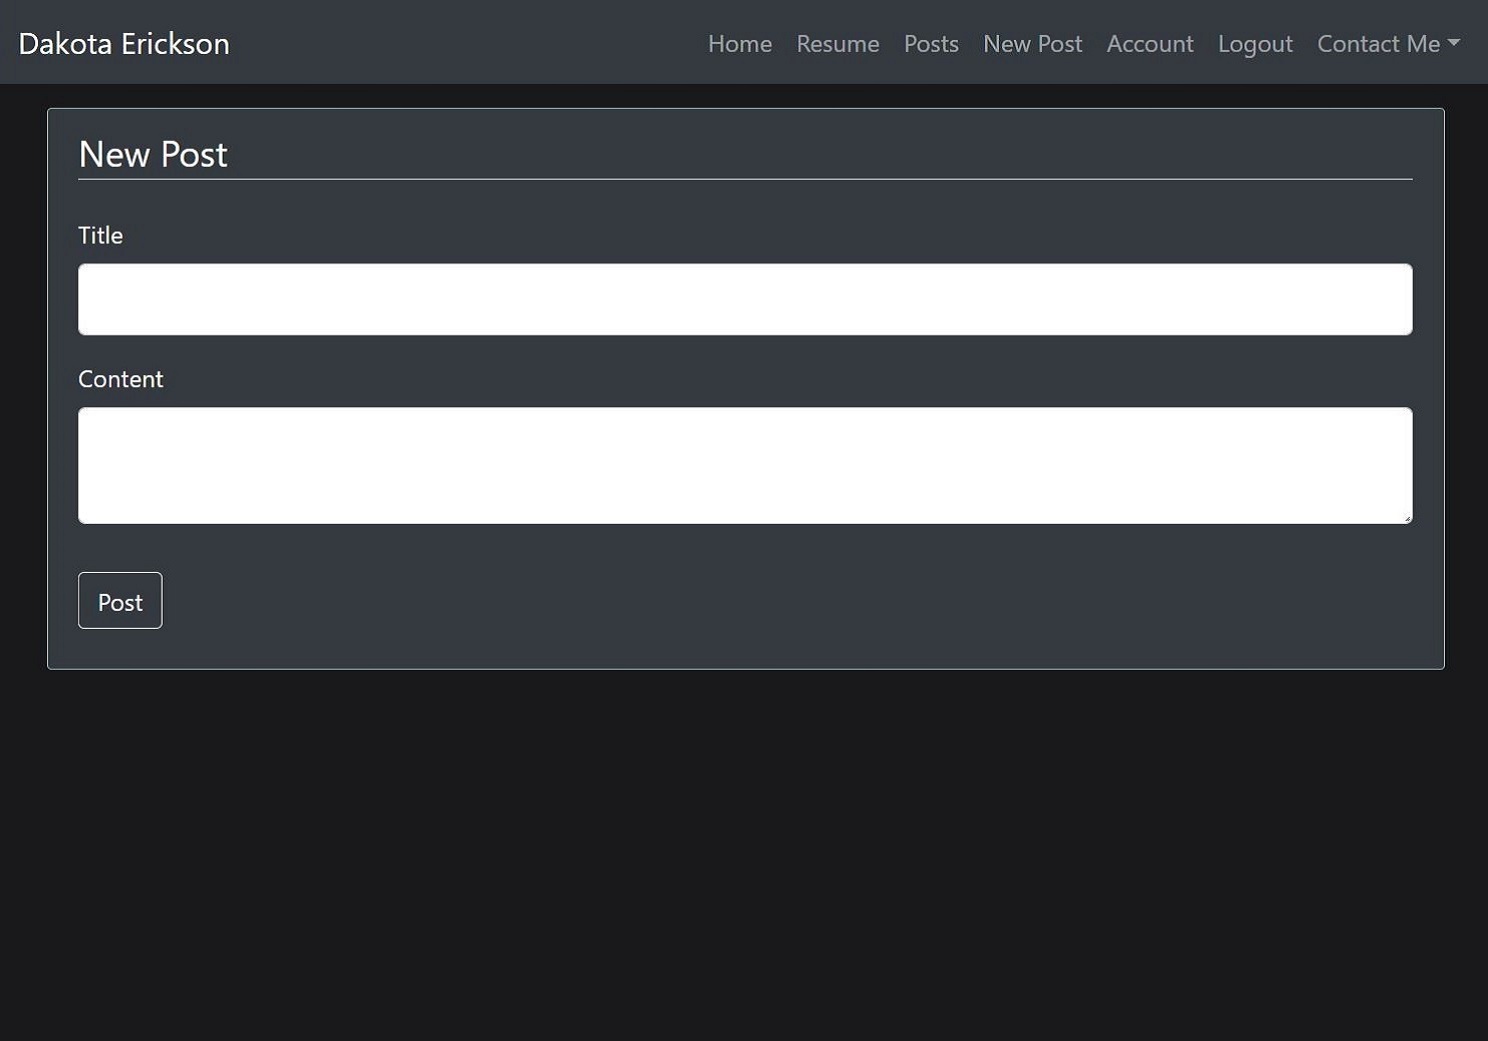 Dakota Erickson Home Resume Posts New Post Account Logout Contact Me
New Post
Title
Content
Post